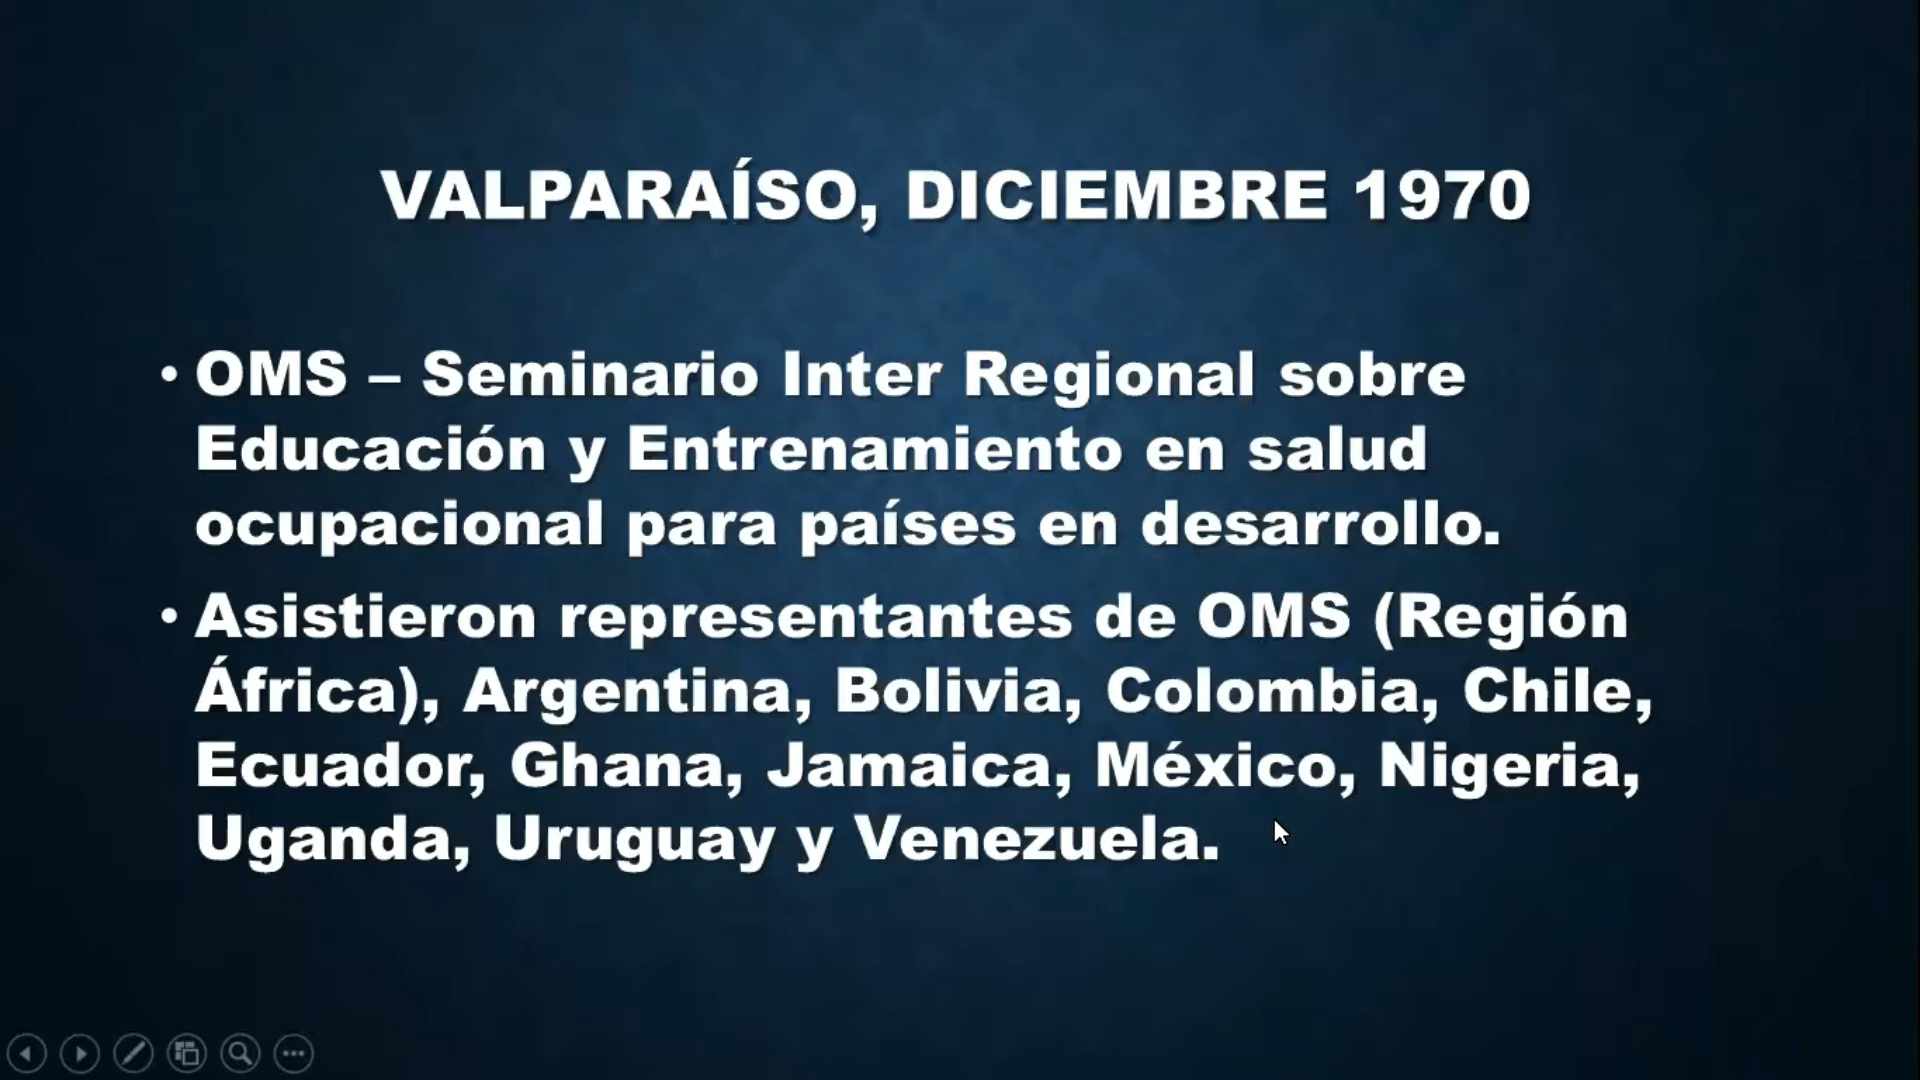 VALPARAÍSO, DICIEMBRE 1970
• OMS – Seminario Inter Regional sobre
Educación y Entrenamiento en salud
ocupacional para países en desarrollo.
• Asistieron representantes de OMS (Región
África), Argentina, Bolivia, Colombia, Chile,
Ecuador, Ghana, Jamaica, México, Nigeria,
Uganda, Uruguay y Venezuela.